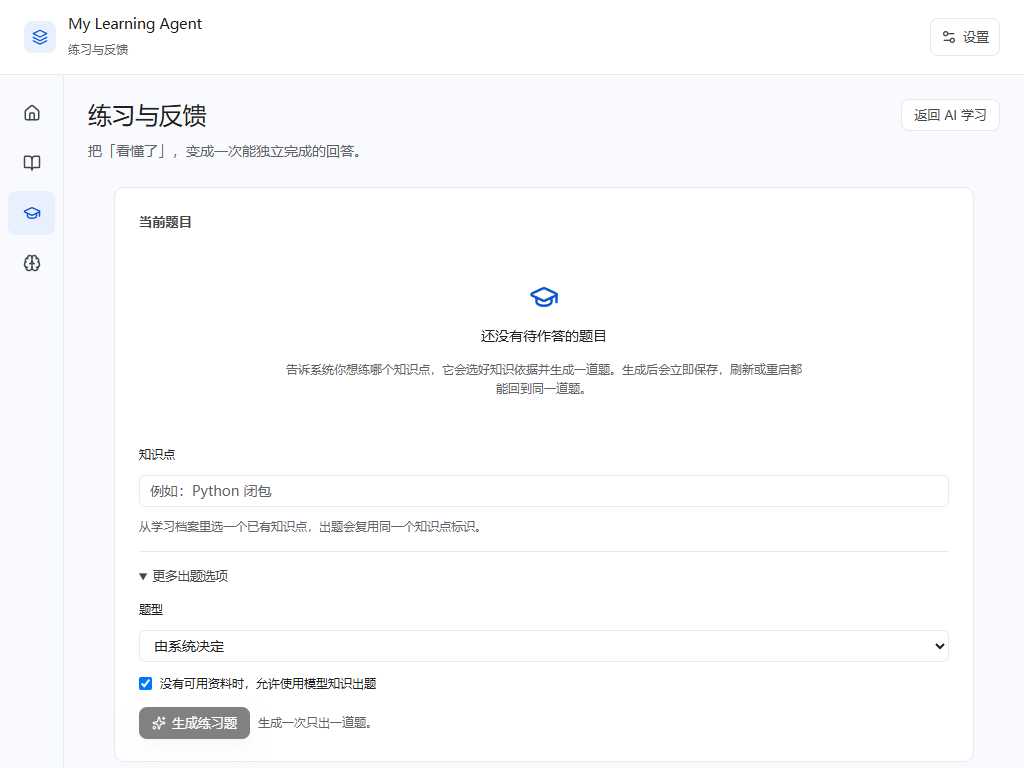 My Learning Agent
练习与反馈
设置
练习与反馈
返回 AI 学习
把「看懂了」，变成一次能独立完成的回答。
当前题目
还没有待作答的题目
告诉系统你想练哪个知识点，它会选好知识依据并生成一道题。生成后会立即保存，刷新或重启都
能回到同一道题。
知识点
例如：Python 闭包
从学习档案里选一个已有知识点，出题会复用同一个知识点标识。
▼ 更多出题选项
题型
由系统决定
没有可用资料时，允许使用模型知识出题
生成练习题
生成一次只出一道题。